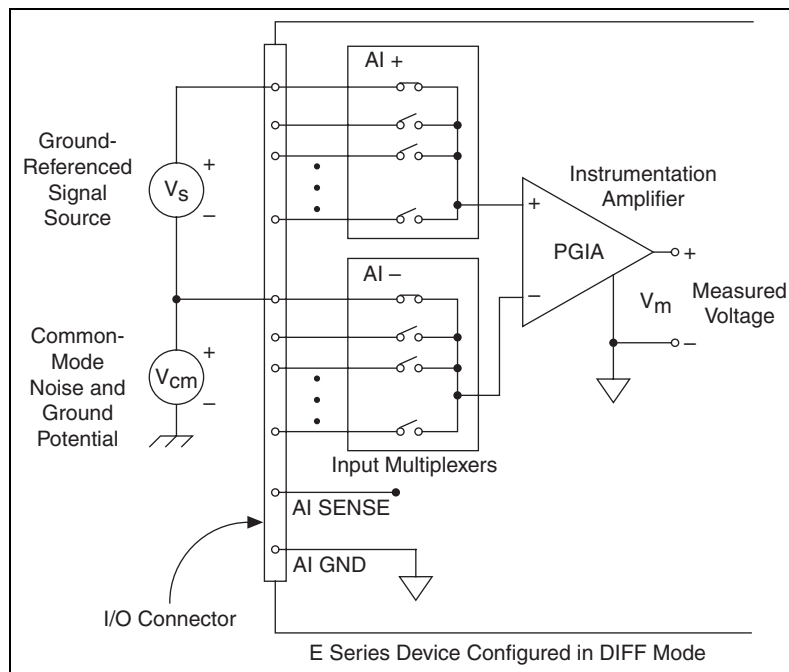 AI +
Ground-
Referenced
Signal
Source
+
Vs
−
Instrumentation
Amplifier
+
PGIA
−
+
Vm
Measured
Voltage
−
AI −
Common-
Mode
Noise and
Ground
Potential
+
Vcm
−
Input Multiplexers
AI SENSE
AI GND
I/O Connector
E Series Device Configured in DIFF Mode